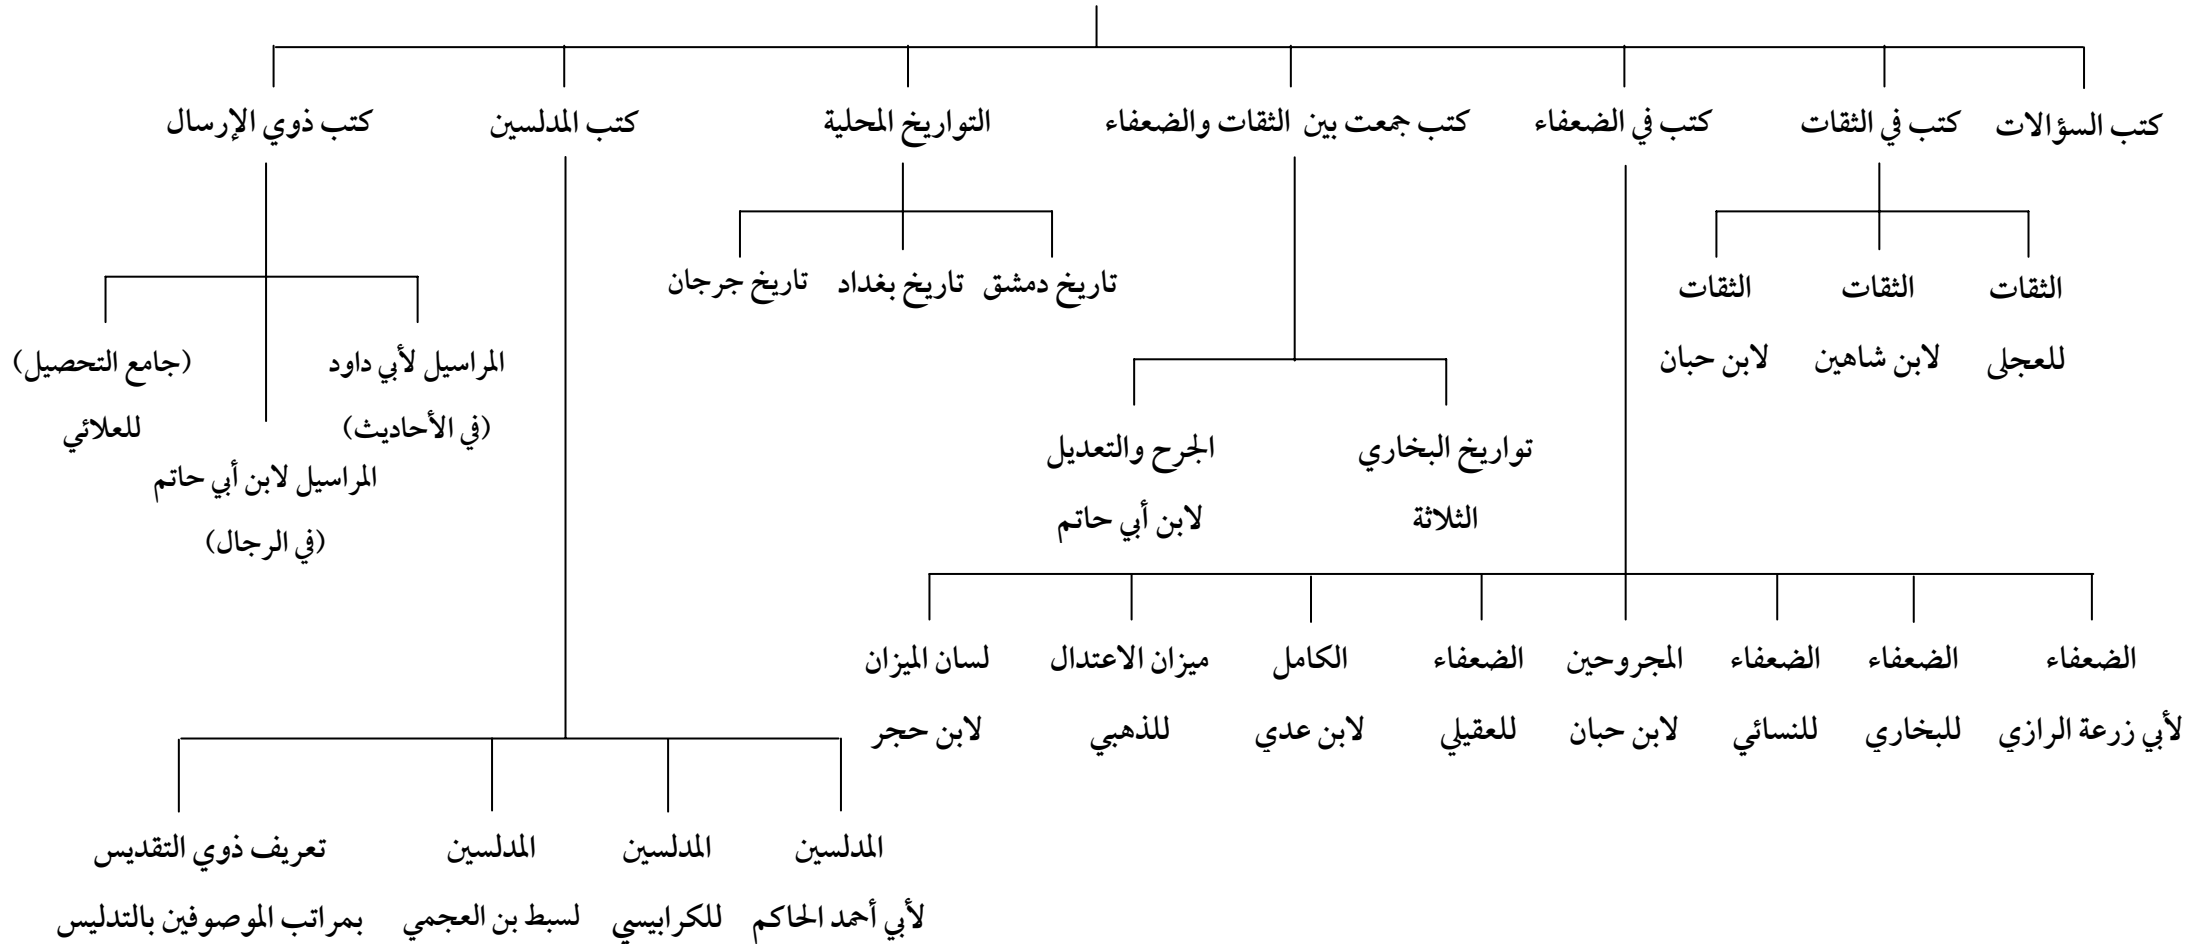 كتب السؤالات
كتب في الثقات
كتب في الضعفاء
كتب جمعت بين الثقات والضعفاء
التواريخ المحلية
كتب المدلسين
كتب ذوي الإرسال
الثقات
للعجلى
الثقات
لابن شاهين
الثقات
لابن حبان
تاريخ دمشق
تاريخ بغداد
تاريخ جرجان
المراسيل لأبي داود
(في الأحاديث)
المراسيل لابن أبي حاتم
(في الرجال)
(جامع التحصيل)
للعلائي
تواريخ البخاري
الثلاثة
الجرح والتعديل
لابن أبي حاتم
الضعفاء
لأبي زرعة الرازي
الضعفاء
للبخاري
الضعفاء
للنسائي
المجروحين
لابن حبان
الضعفاء
للعقيلي
الكامل
لابن عدي
ميزان الاعتدال
للذهبي
لسان الميزان
لابن حجر
المدلسين
لأبي أحمد الحاكم
المدلسين
للكرابيسي
المدلسين
لسبط بن العجمي
تعريف ذوي التقديس
بمراتب الموصوفين بالتدليس